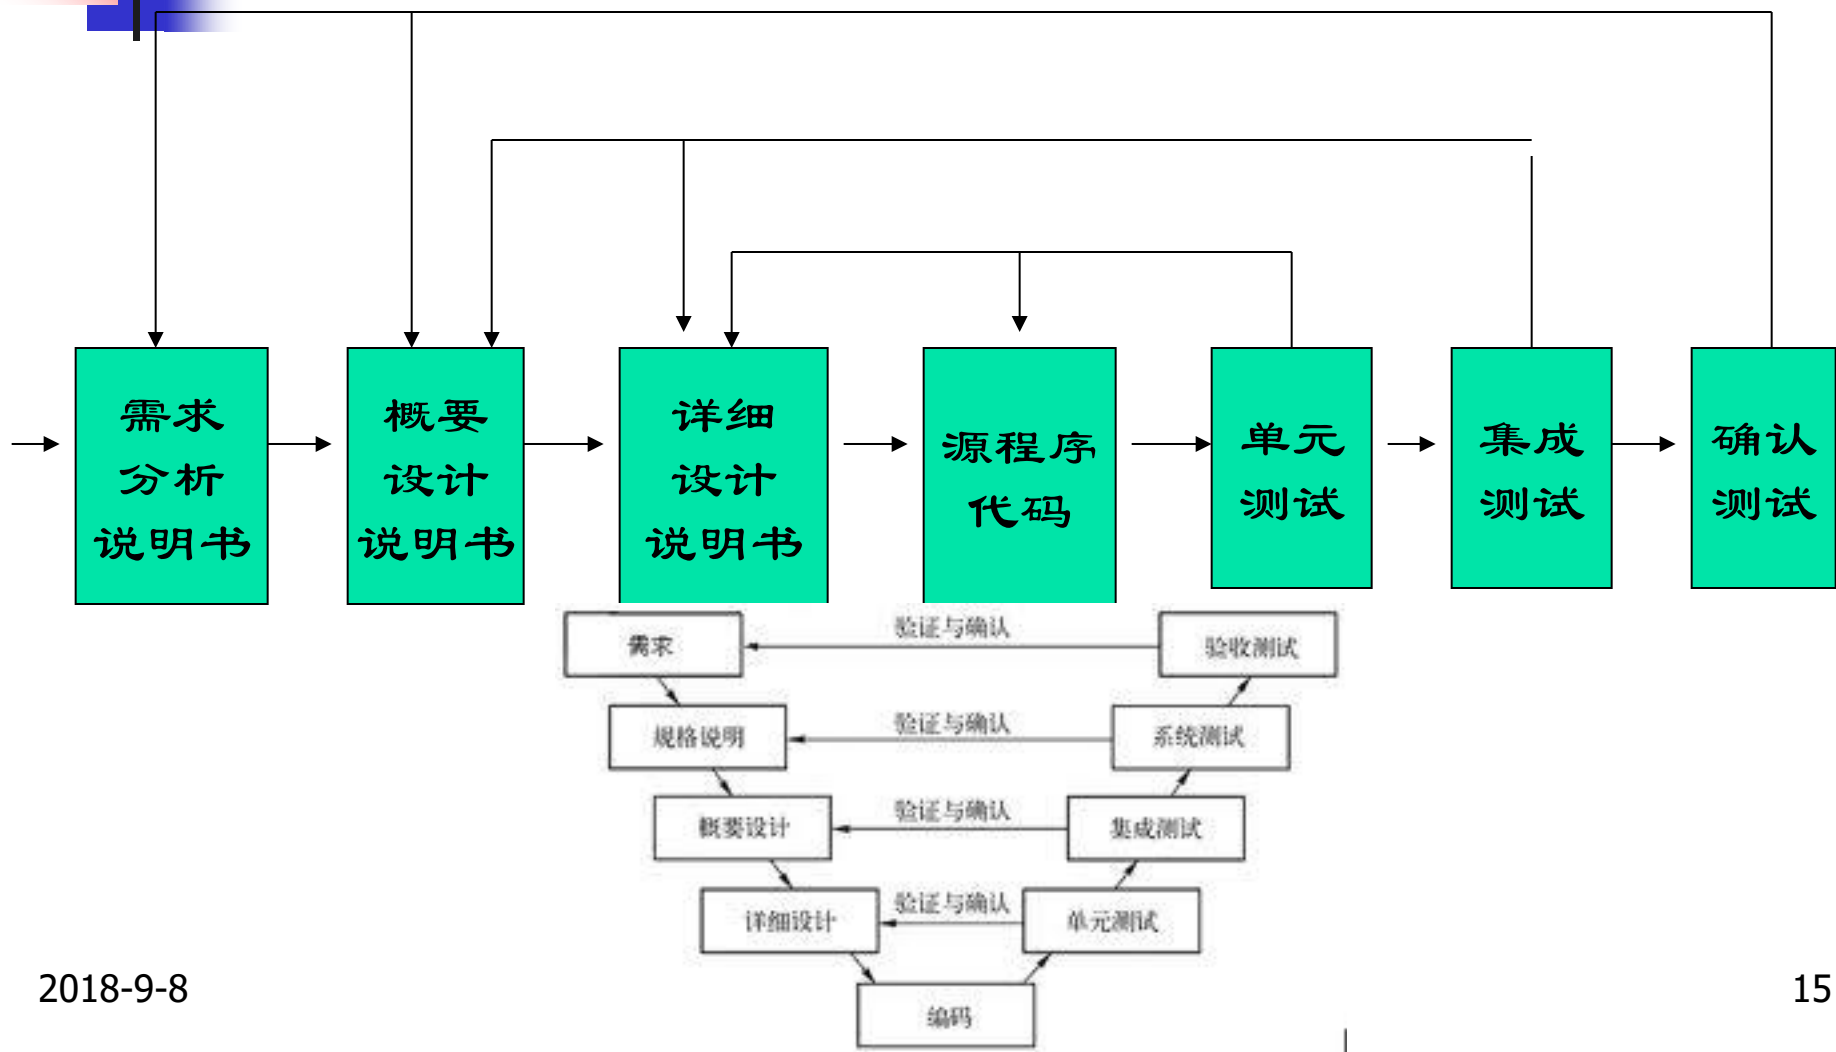 需求
分析
说明书
概要
设计
说明书
详细
设计
说明书
源程序
代码
单元
测试
集成
测试
确认
测试
需求
验证与确认
验收测试
规格说明
验证与确认
系统测试
概要设计
验证与确认
集成测试
详细设计
验证与确认
单元测试
编码
2018-9-8
15